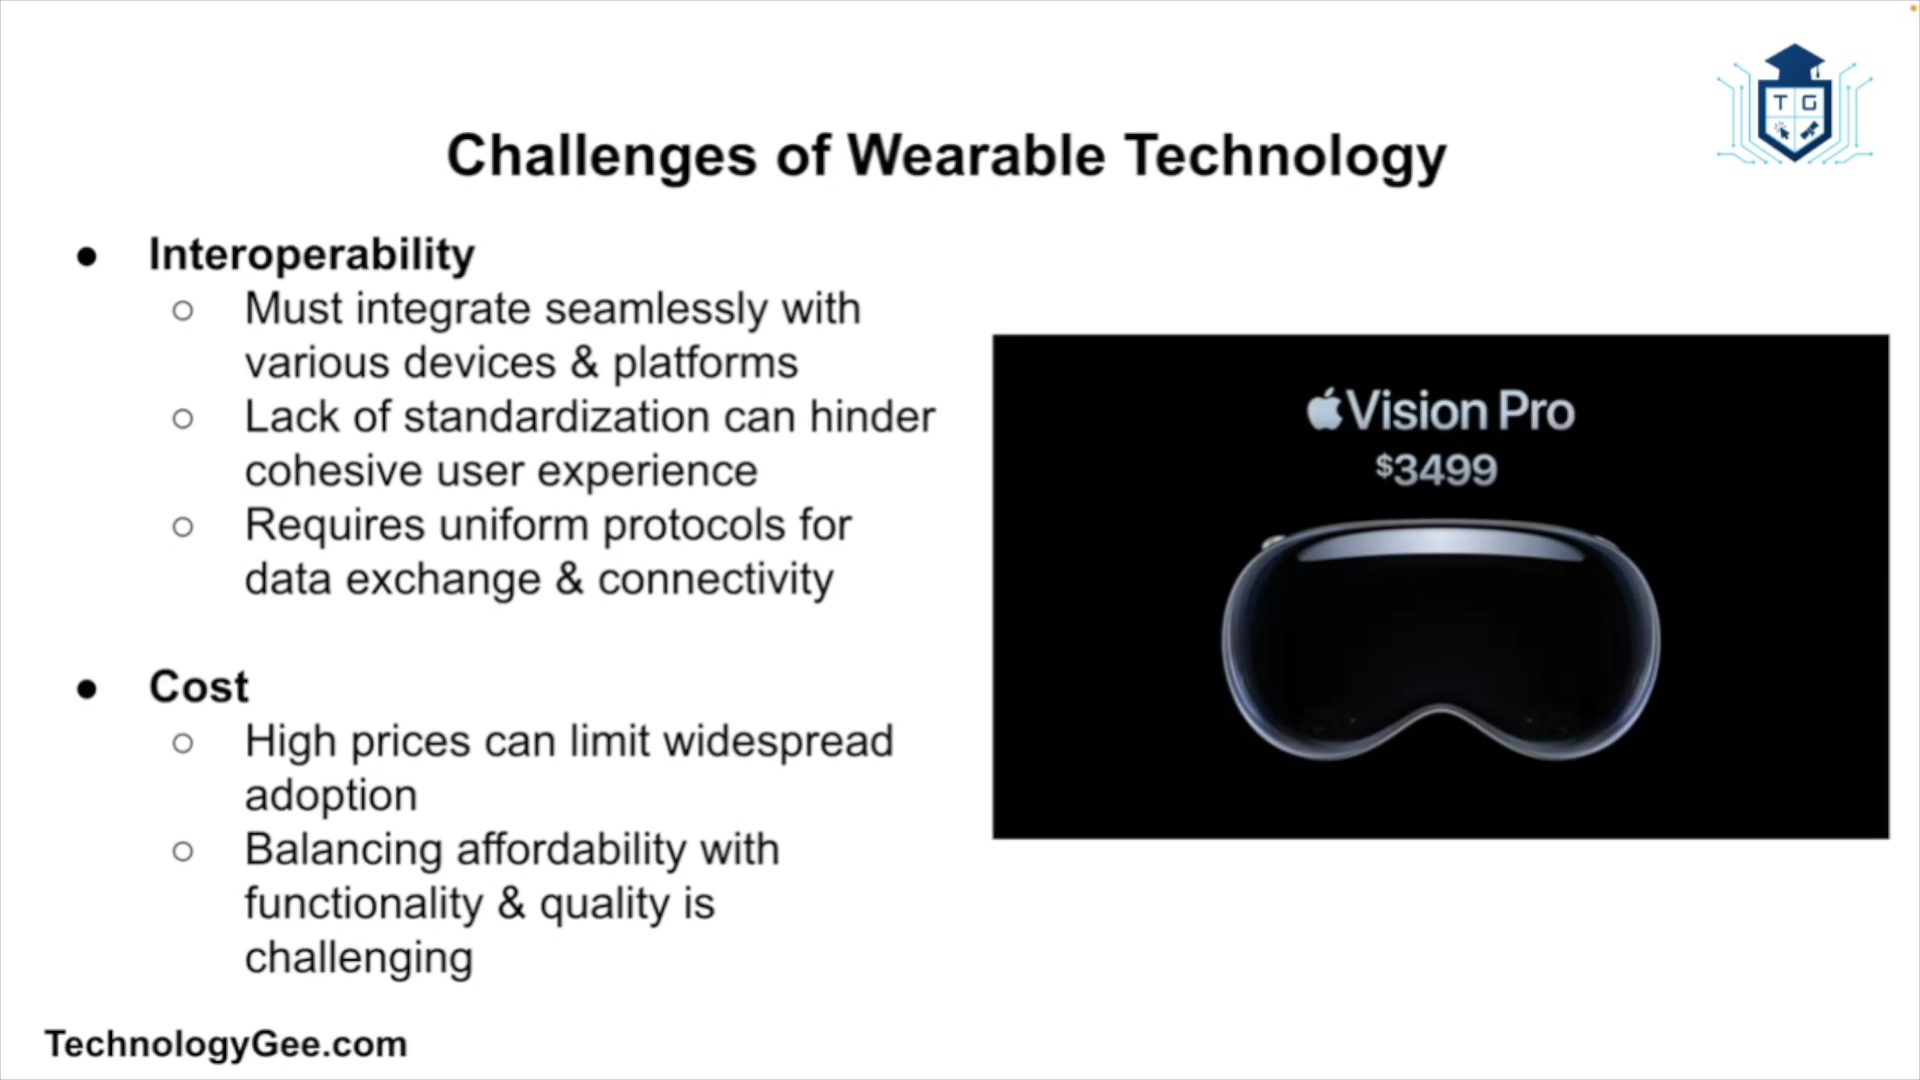 T G
Challenges of Wearable Technology
● Interoperability
○ Must integrate seamlessly with
various devices & platforms
○ Lack of standardization can hinder
cohesive user experience
○ Requires uniform protocols for
data exchange & connectivity
● Cost
○ High prices can limit widespread
adoption
○ Balancing affordability with
functionality & quality is
challenging
Vision Pro
$3499
TechnologyGee.com